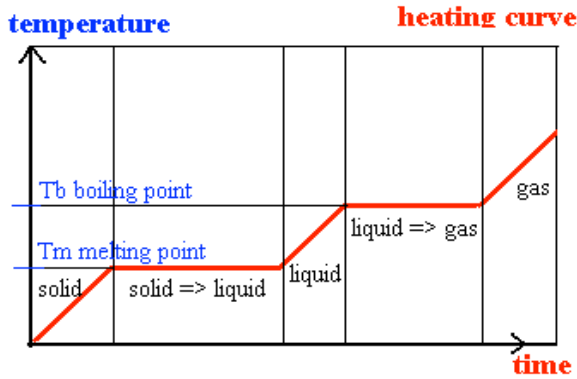 temperature
heating curve
Tb boiling point
gas
liquid => gas
Tm melting point
solid
solid => liquid
liquid
time